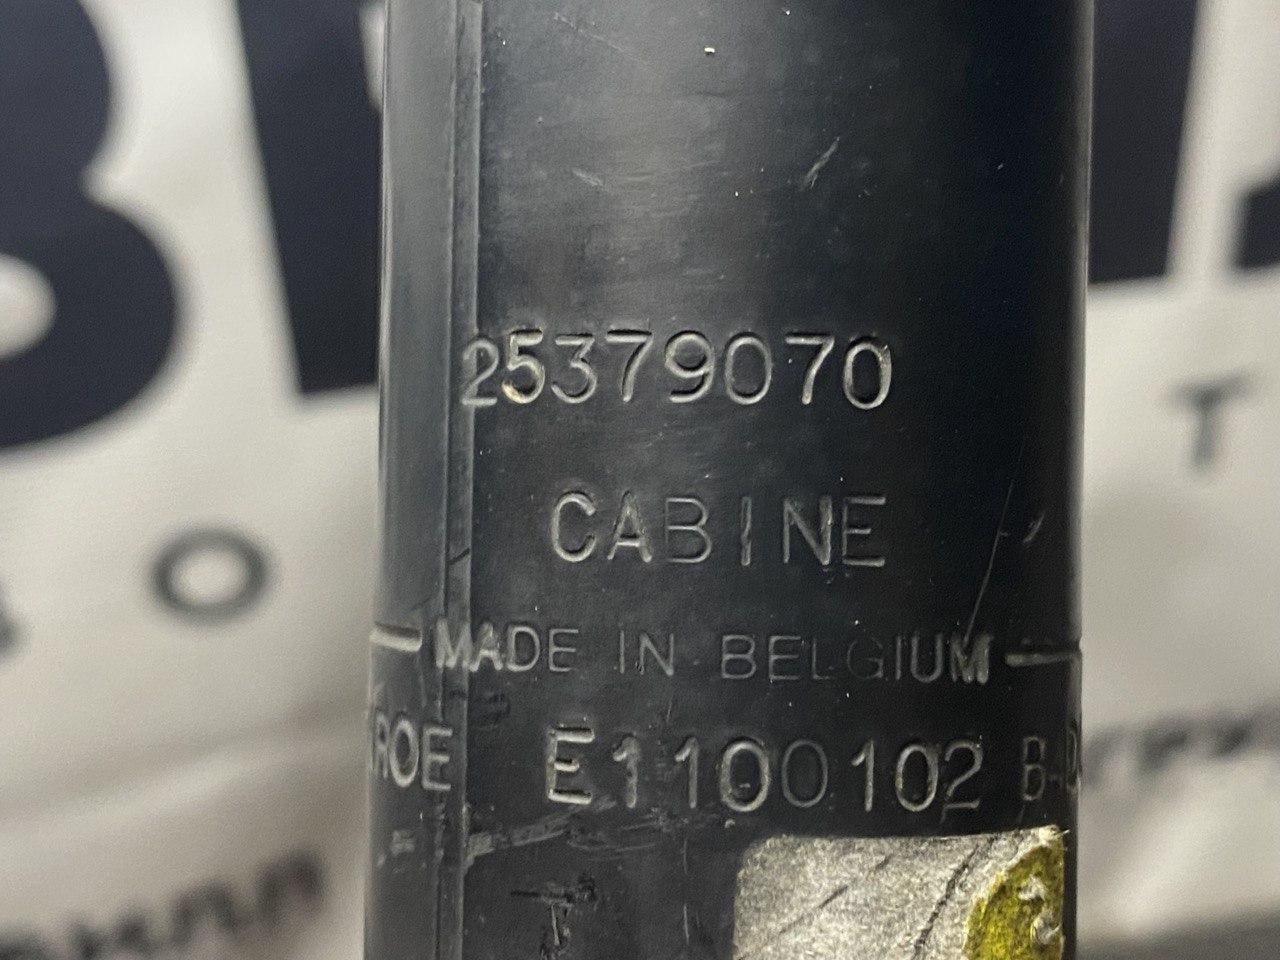 25379070
CABINE
MADE IN BELGIUM
ROE E1100102 B-